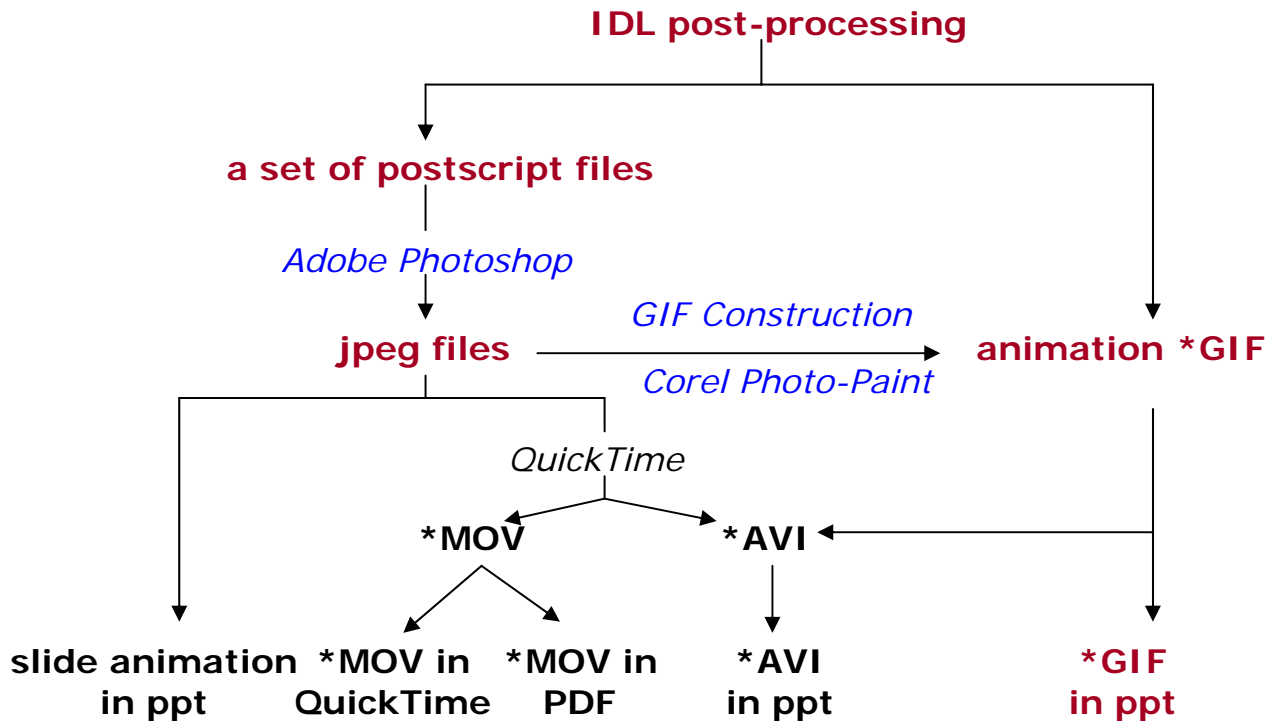 IDL post-processing
a set of postscript files
Adobe Photoshop
GIF Construction
jpeg files
animation *GIF
Corel Photo-Paint
QuickTime
*MOV
*AVI
slide animation
in ppt
*MOV in
QuickTime
*MOV in
PDF
*AVI
in ppt
*GIF
in ppt